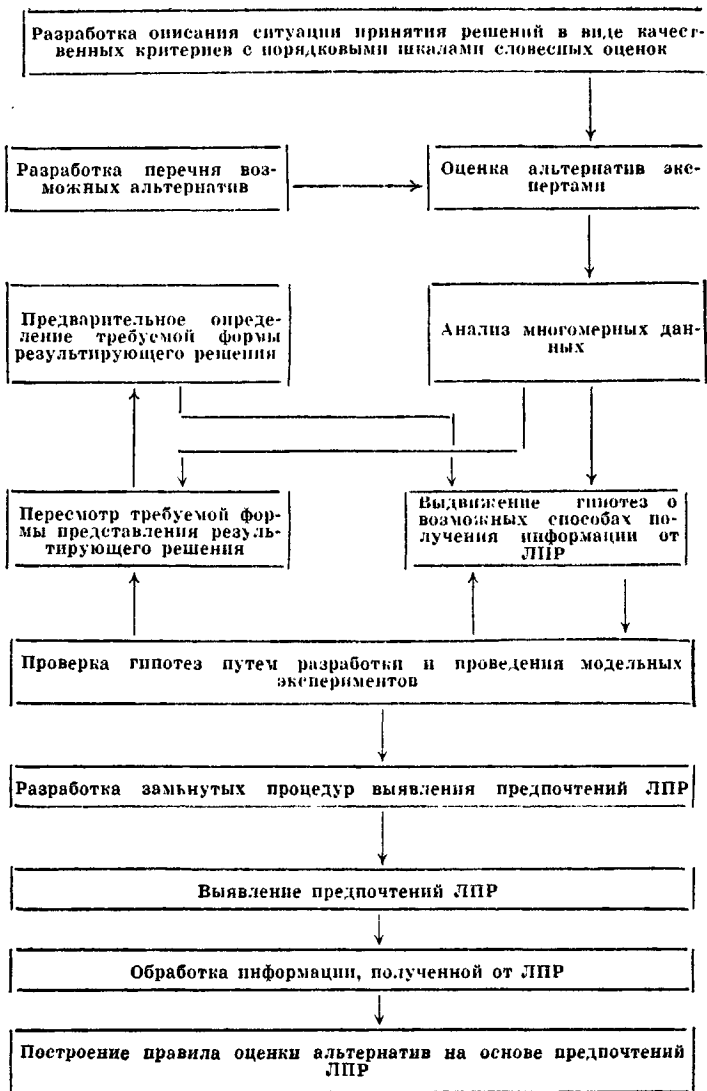 Разработка описания ситуации принятия решений в виде качест-
венных критериев с порядковыми шкалами словесных оценок
Разработка перечня воз-
можных альтернатив
Оценка альтернатив экс-
пертами
Предварительное опреде-
ление требуемой формы
результирующего решения
Анализ многомерных дан-
ных
Пересмотр требуемой фор-
мы представления резуль-
тирующего решения
Выдвижение гипотез о
возможных способах по-
лучения информации от
ЛПР
Проверка гипотез путем разработки и проведения модельных
экспериментов
Разработка замкнутых процедур выявления предпочтений ЛПР
Выявление предпочтений ЛПР
Обработка информации, полученной от ЛПР
Построение правила оценки альтернатив на основе предпочтений
ЛПР